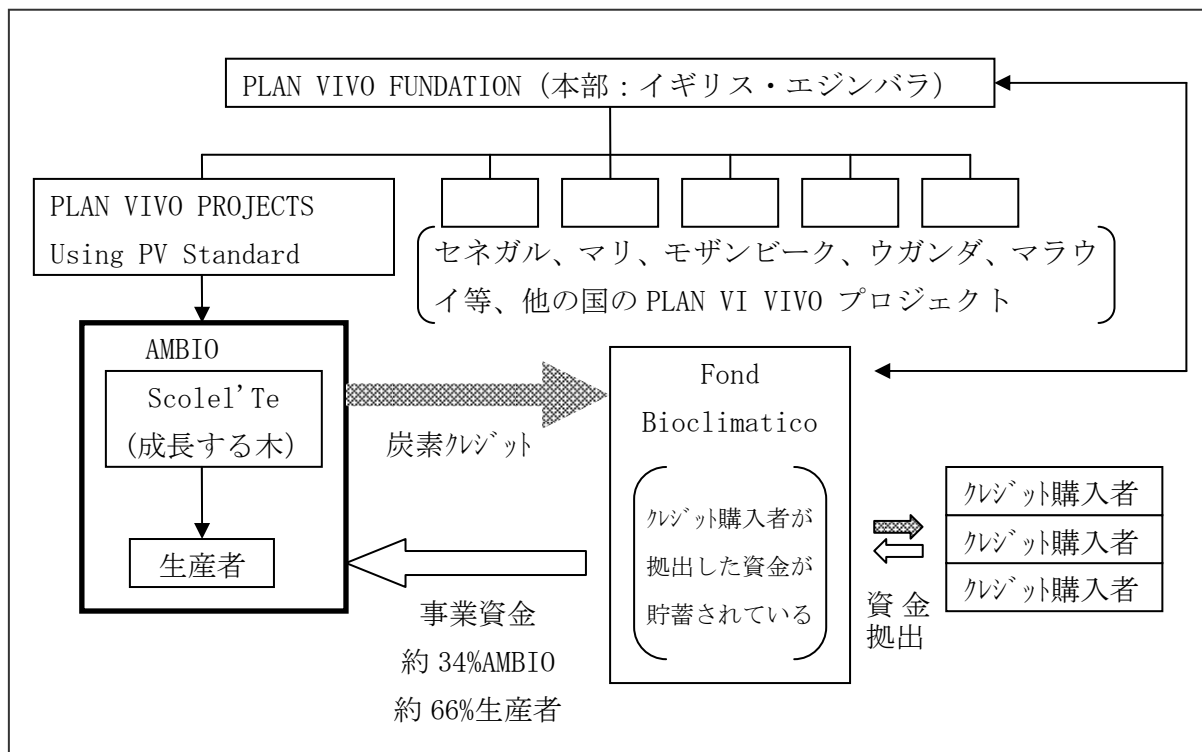 PLAN VIVO FUNDATION (本部：イギリス・エジンバラ)
PLAN VIVO PROJECTS
Using PV Standard
セネガル、マリ、モザンビーク、ウガンダ、マラウ
イ等、他の国の PLAN VI VIVO プロジェクト
AMBIO
Scolel'Te
(成長する木)
生産者
炭素ｸﾚｼﾞｯﾄ
事業資金
約 34%AMBIO
約 66%生産者
Fond
Bioclimatico
ｸﾚｼﾞｯﾄ購入者が
拠出した資金が
貯蓄されている
資 金
拠出
ｸﾚｼﾞｯﾄ購入者
ｸﾚｼﾞｯﾄ購入者
ｸﾚｼﾞｯﾄ購入者